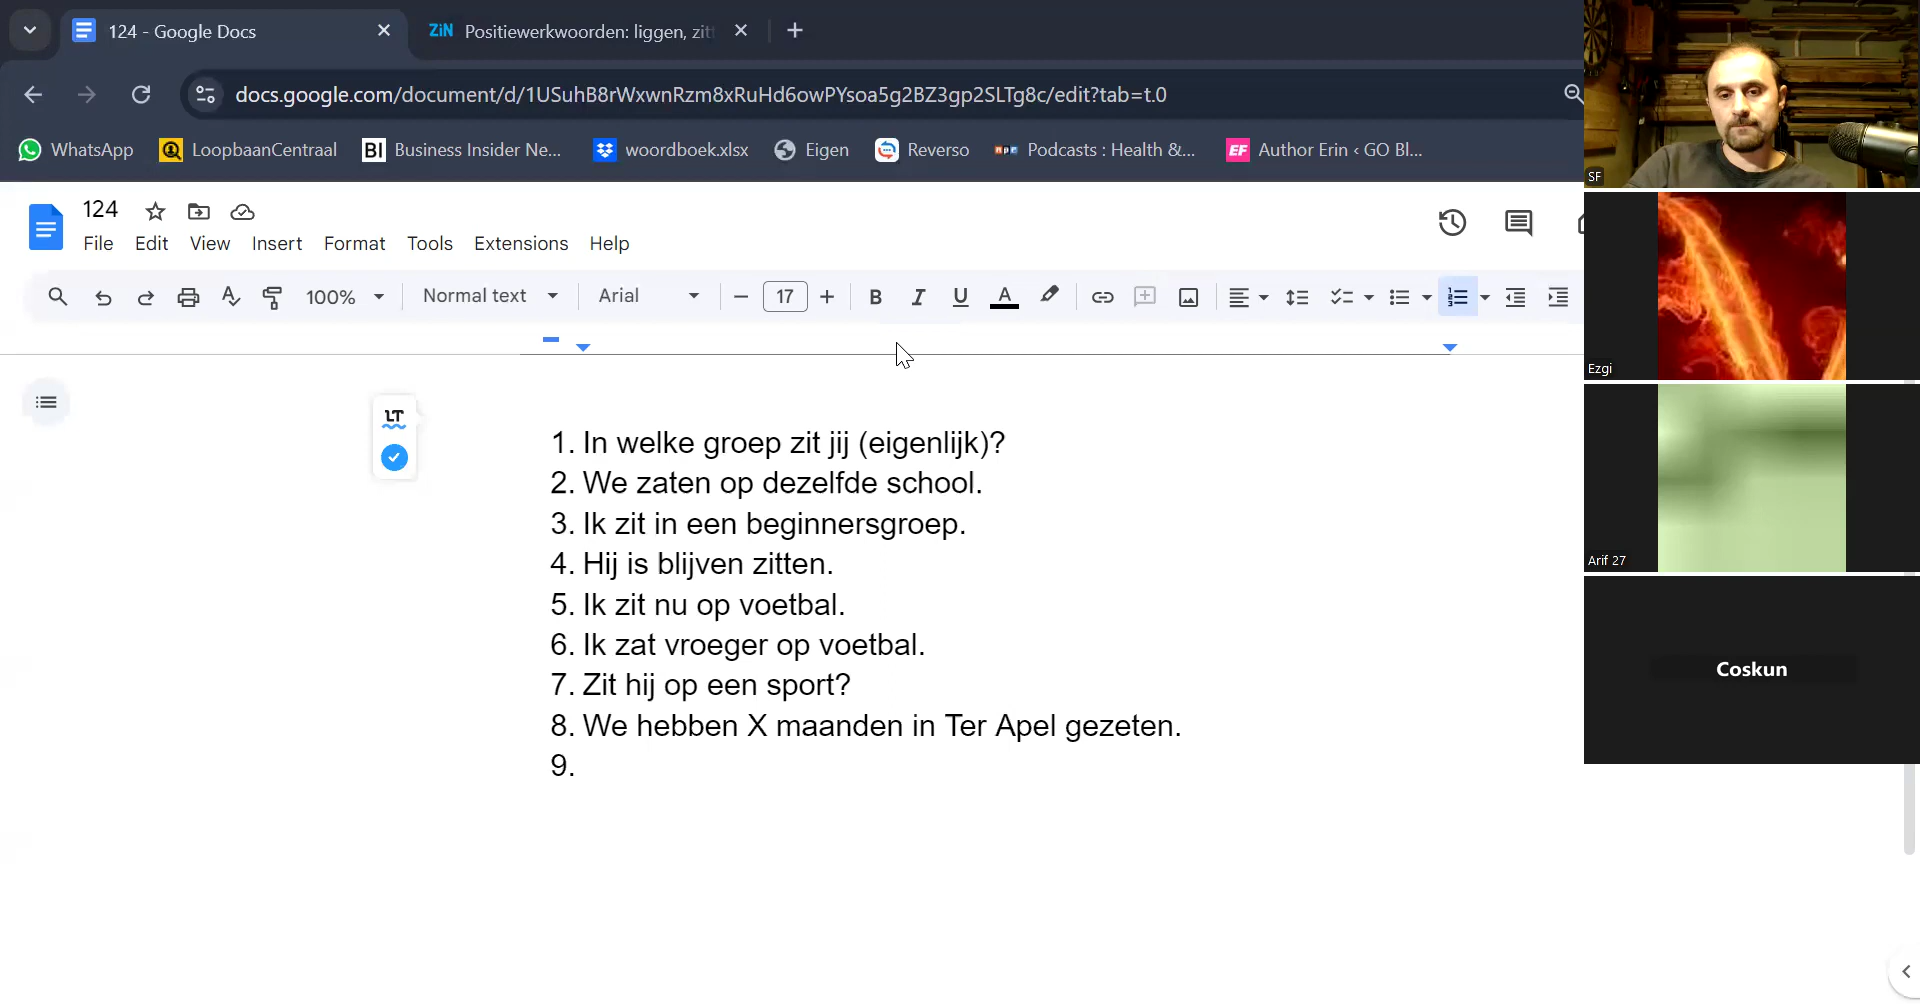 124 - Google Docs
ZiN Positiewerkwoorden: liggen, zit
docs.google.com/document/d/1USuhB8rWxwnRzm8xRuHd6owPYsoa5g2BZ3gp2SLTg8c/edit?tab=t.0
WhatsApp LoopbaanCentraal BI Business Insider Ne... woordboek.xlsx Eigen Reverso npr Podcasts : Health &... EF Author Erin ‹ GO Bl...
124
File Edit View Insert Format Tools Extensions Help
100% Normal text Arial 17 B I U A
LT
1. In welke groep zit jij (eigenlijk)?
2. We zaten op dezelfde school.
3. Ik zit in een beginnersgroep.
4. Hij is blijven zitten.
5. Ik zit nu op voetbal.
6. Ik zat vroeger op voetbal.
7. Zit hij op een sport?
8. We hebben X maanden in Ter Apel gezeten.
9.
SF
Ezgi
Arif 27
Coskun